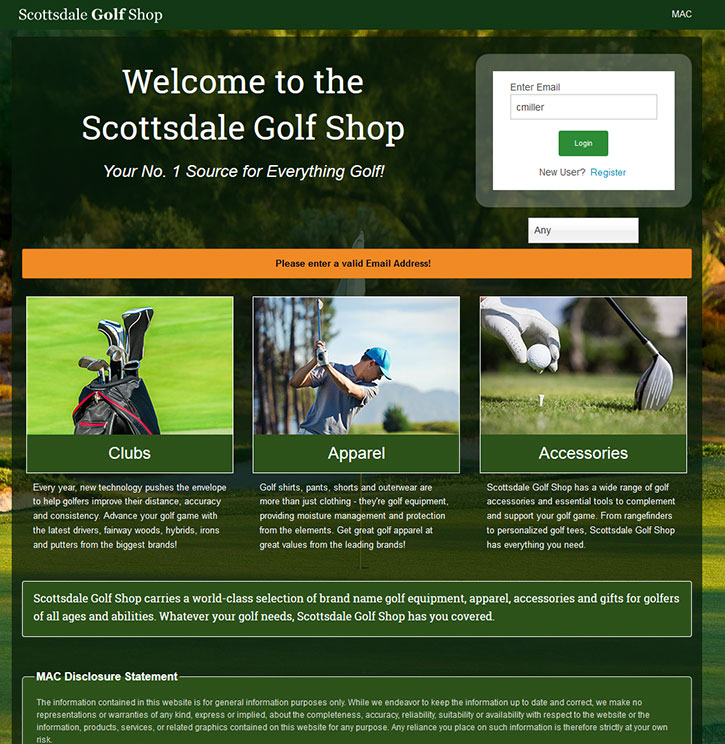 Scottsdale Golf Shop
MAC
Welcome to the
Scottsdale Golf Shop
Your No. 1 Source for Everything Golf!
Enter Email
cmiller
Login
New User? Register
Any
Please enter a valid Email Address!
Clubs
Every year, new technology pushes the envelope
to help golfers improve their distance, accuracy
and consistency. Advance your golf game with
the latest drivers, fairway woods, hybrids, irons
and putters from the biggest brands!
Apparel
Golf shirts, pants, shorts and outerwear are
more than just clothing - they're golf equipment,
providing moisture management and protection
from the elements. Get great golf apparel at
great values from the leading brands!
Accessories
Scottsdale Golf Shop has a wide range of golf
accessories and essential tools to complement
and support your golf game. From rangefinders
to personalized golf tees, Scottsdale Golf Shop
has everything you need.
Scottsdale Golf Shop carries a world-class selection of brand name golf equipment, apparel, accessories and gifts for golfers
of all ages and abilities. Whatever your golf needs, Scottsdale Golf Shop has you covered.
MAC Disclosure Statement
The information contained in this website is for general information purposes only. While we endeavor to keep the information up to date and correct, we make no
representations or warranties of any kind, express or implied, about the completeness, accuracy, reliability, suitability or availability with respect to the website or the
information, products, services, or related graphics contained on this website for any purpose. Any reliance you place on such information is therefore strictly at your own
risk.